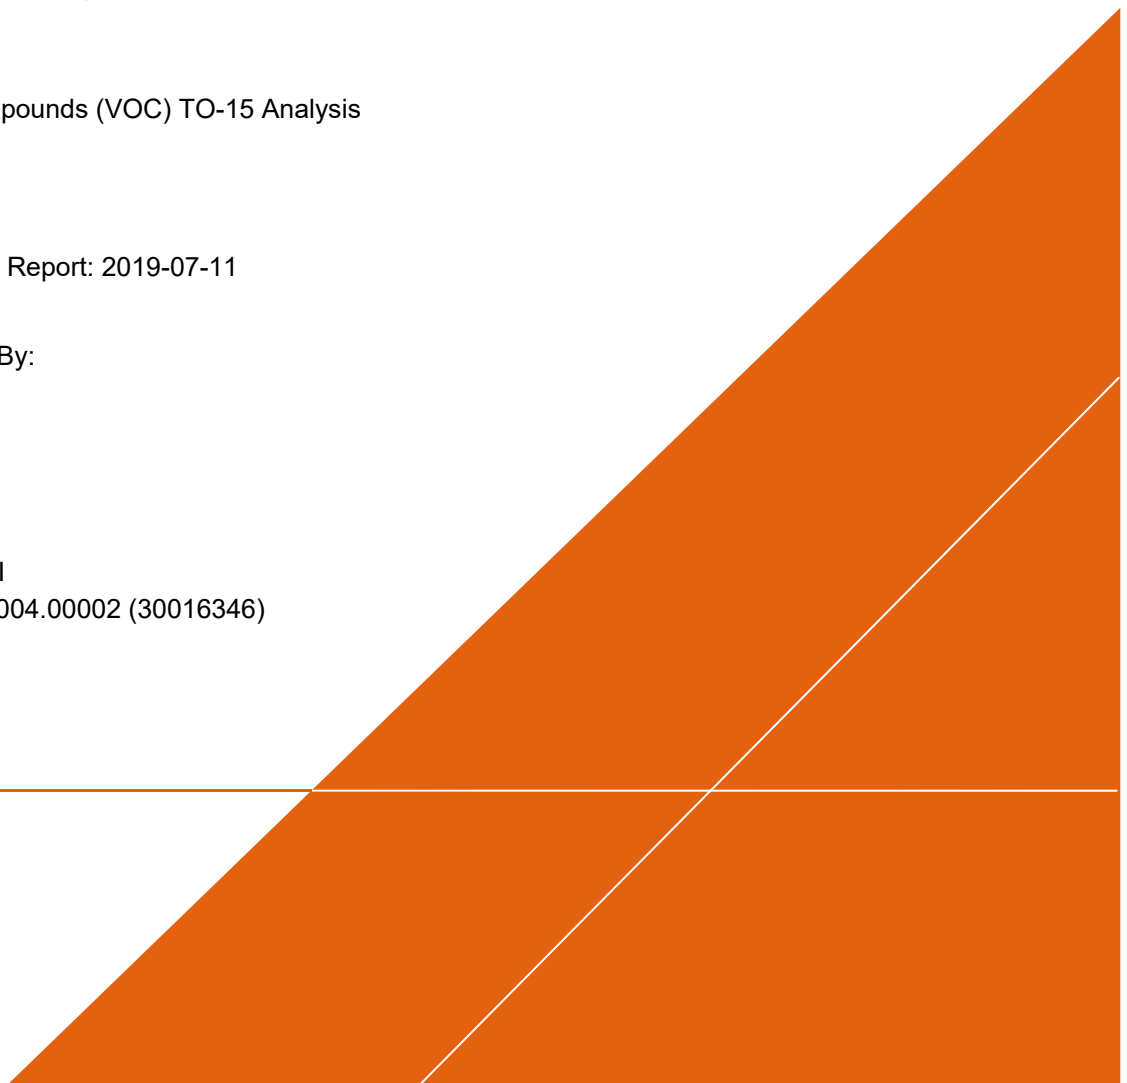 pounds (VOC) TO-15 Analysis
Report: 2019-07-11
By:
004.00002 (30016346)